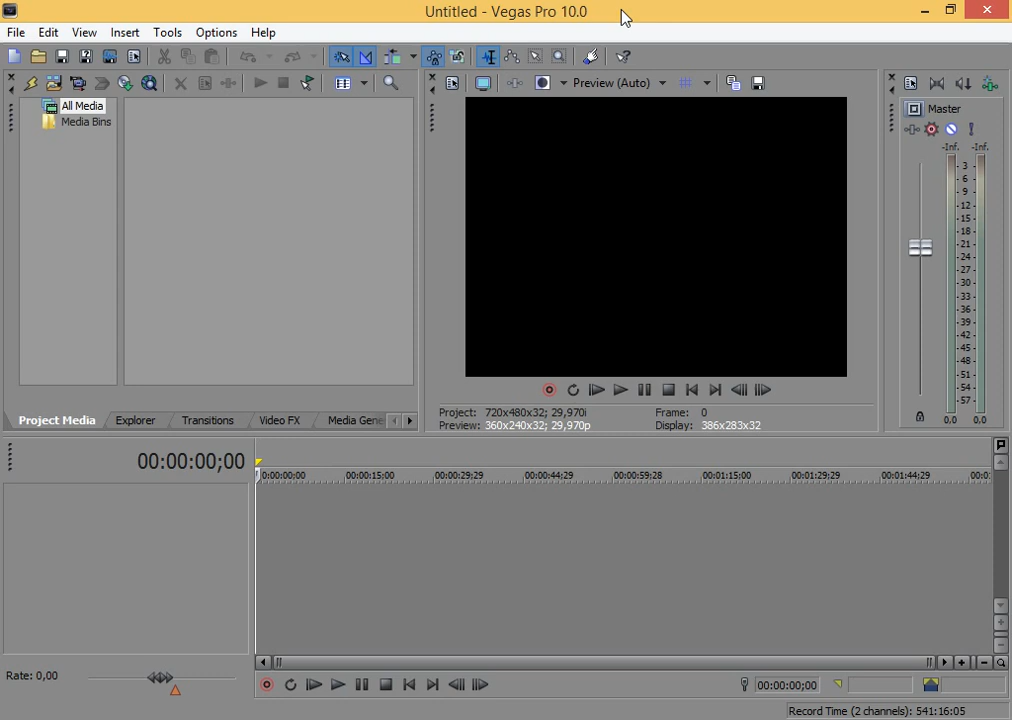 Untitled - Vegas Pro 10.0
File Edit View Insert Tools Options Help
Preview (Auto)
All Media
Media Bins
Master
-Inf. -Inf.
3
6
9
12
15
18
21
24
27
30
33
36
39
42
45
48
51
54
57
0,0 0,0
Project: 720x480x32; 29,970i Frame: 0
Preview: 360x240x32; 29,970p Display: 386x283x32
Project Media Explorer Transitions Video FX Media Gene
00:00:00;00
0:00:00;00 00:00:15;00 00:00:29;29 00:00:44;29 00:00:59;28 00:01:15;00 00:01:29;29 00:01:44;29 00:0
Rate: 0,00
00:00:00;00
Record Time (2 channels): 541:16:05